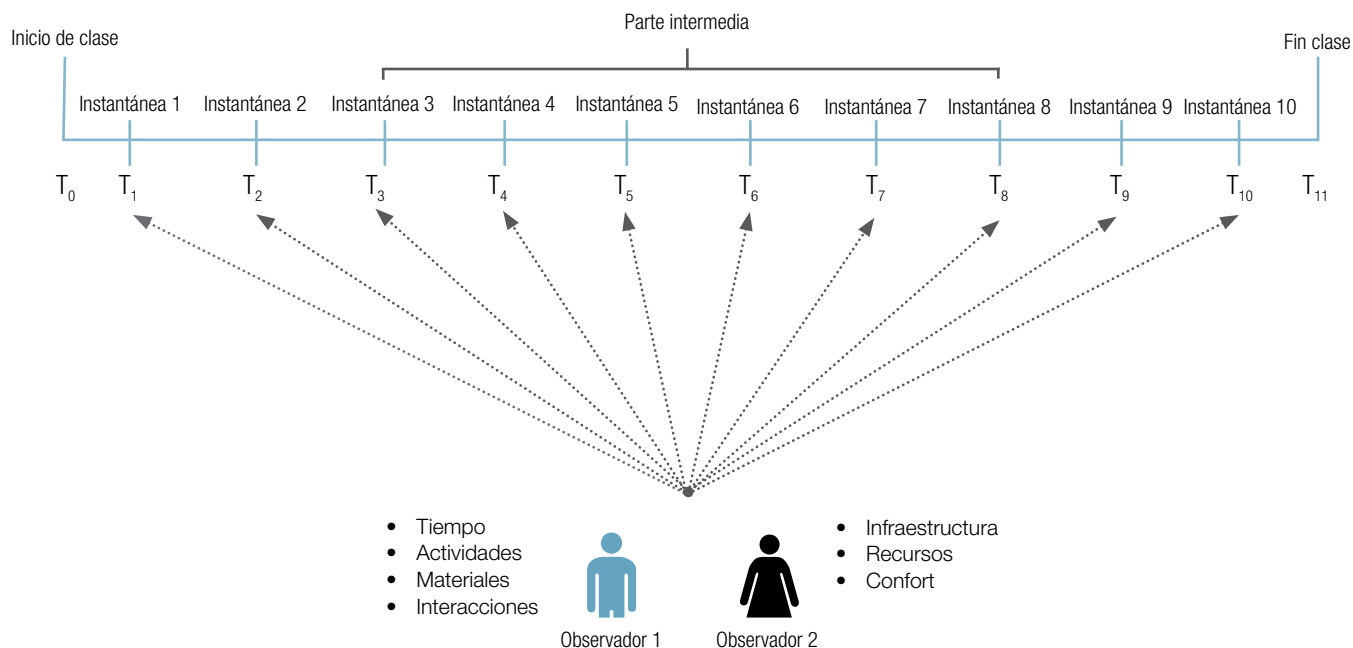 Parte intermedia
Inicio de clase
Fin clase
Instantánea 1 Instantánea 2 Instantánea 3 Instantánea 4 Instantánea 5 Instantánea 6 Instantánea 7 Instantánea 8 Instantánea 9 Instantánea 10
T0 T1 T2 T3 T4 T5 T6 T7 T8 T9 T10 T11
• Tiempo
• Actividades
• Materiales
• Interacciones
Observador 1
• Infraestructura
• Recursos
• Confort
Observador 2